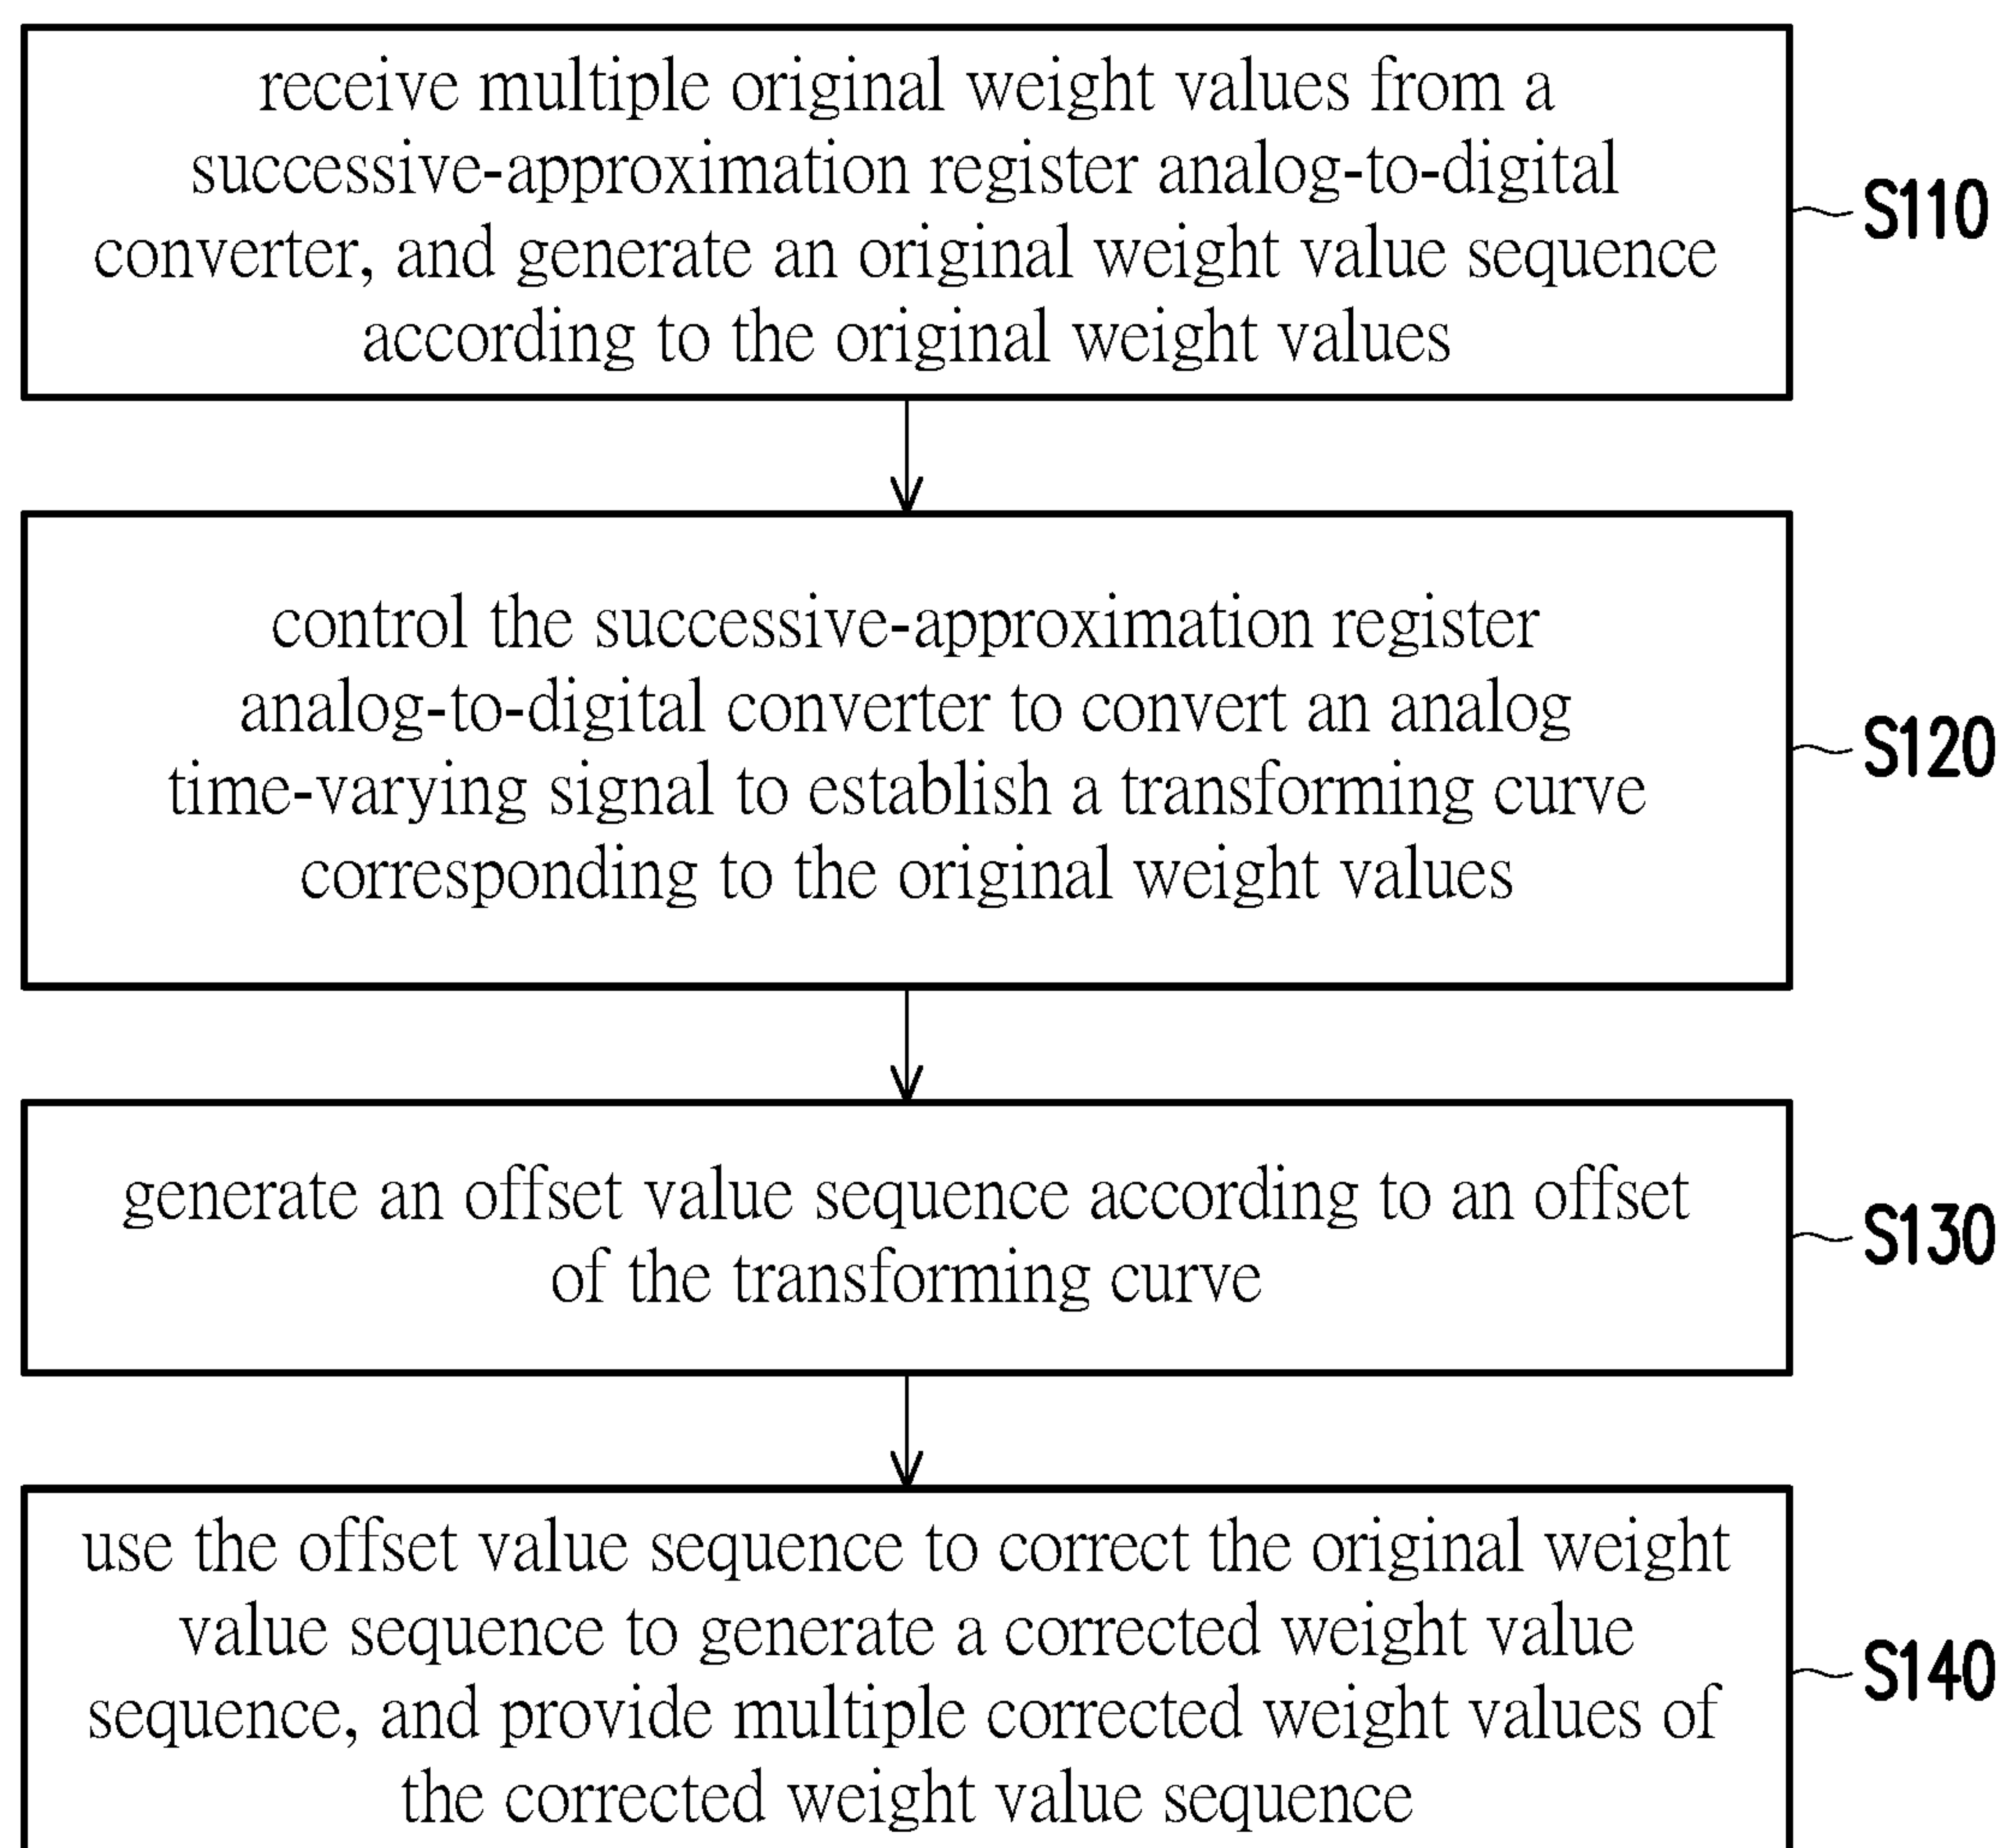 receive multiple original weight values from a
successive-approximation register analog-to-digital
converter, and generate an original weight value sequence
according to the original weight values
S110
control the successive-approximation register
analog-to-digital converter to convert an analog
time-varying signal to establish a transforming curve
corresponding to the original weight values
S120
generate an offset value sequence according to an offset
of the transforming curve
S130
use the offset value sequence to correct the original weight
value sequence to generate a corrected weight value
sequence, and provide multiple corrected weight values of
the corrected weight value sequence
S140